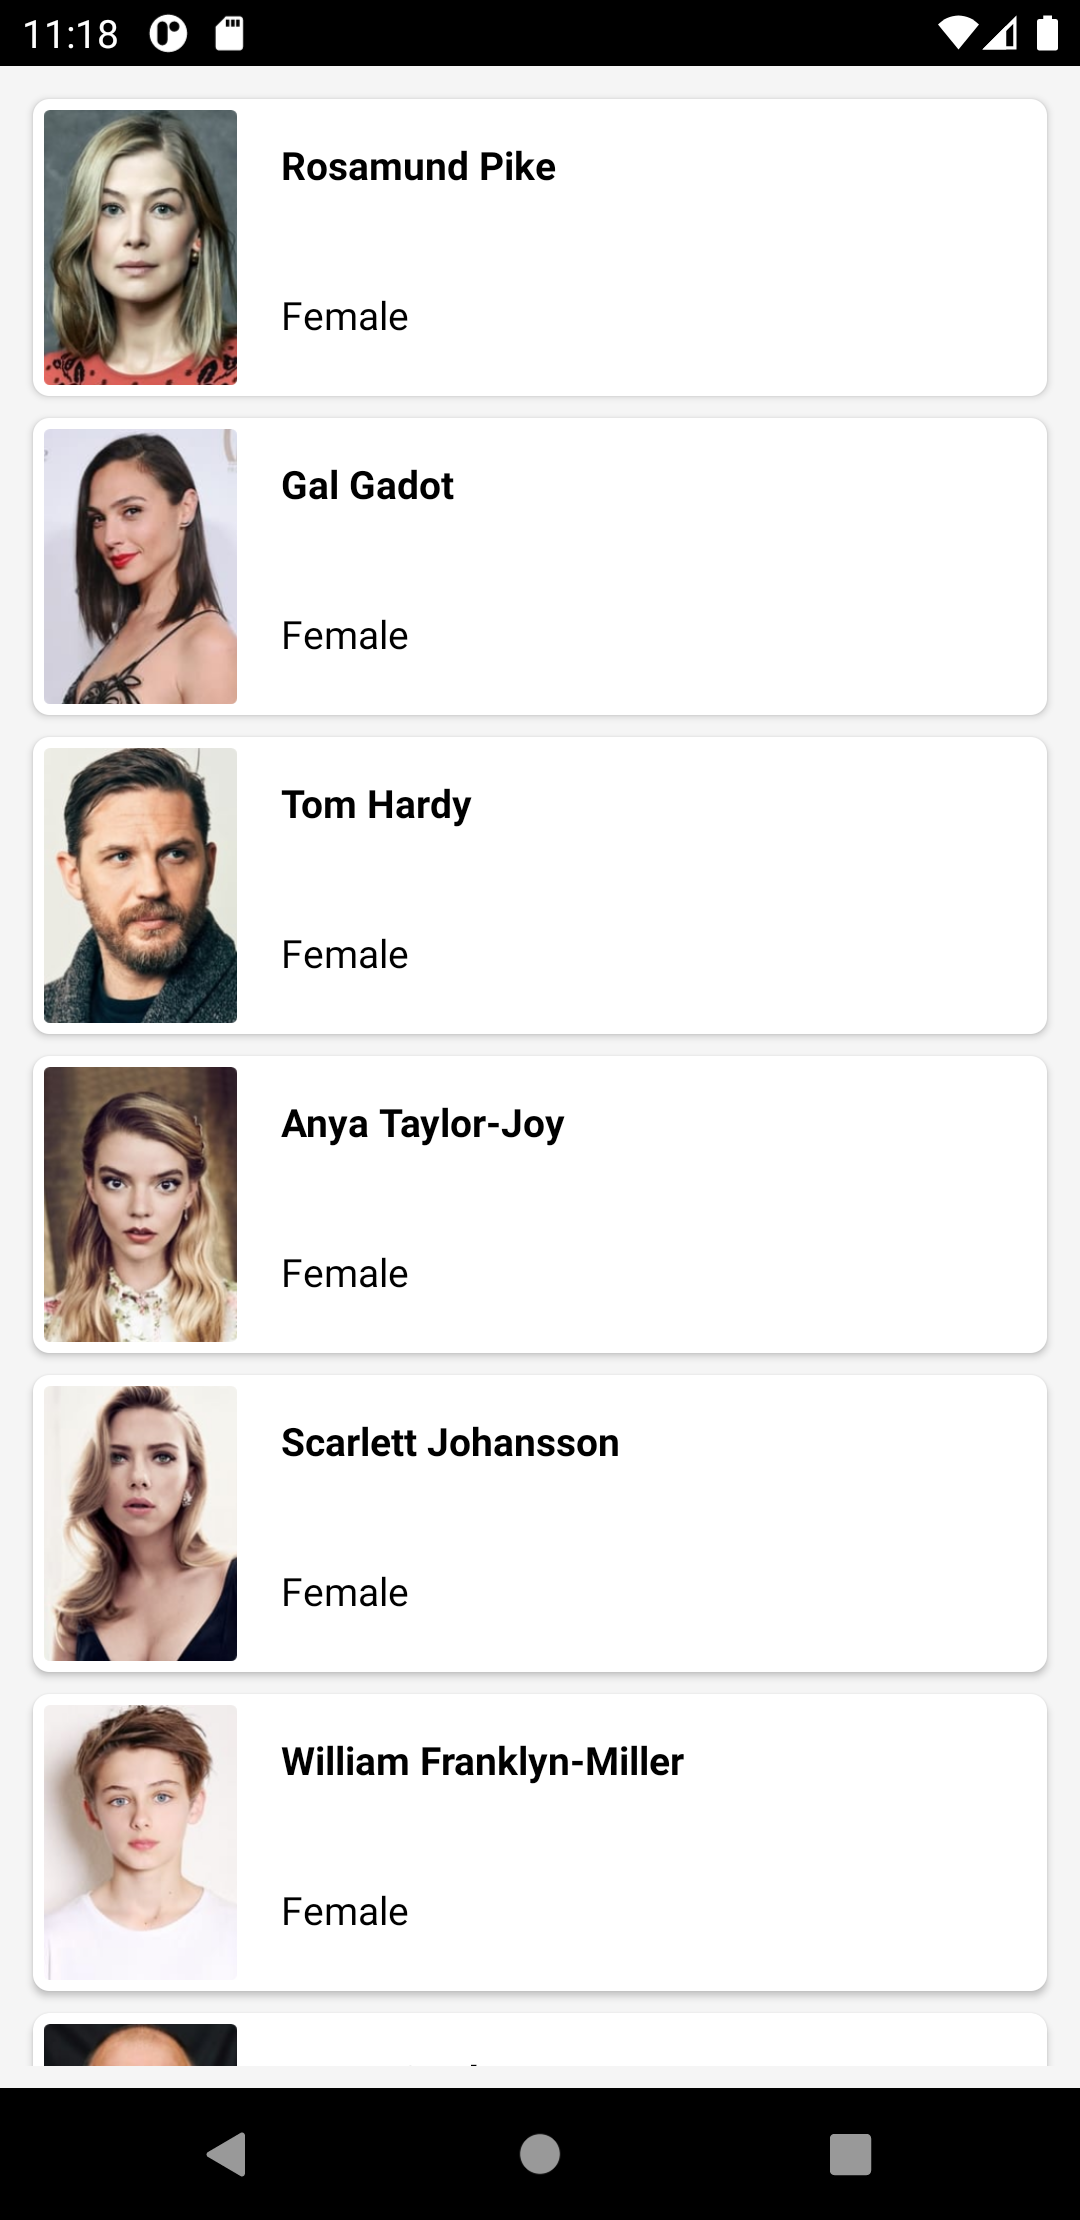 11:18
Rosamund Pike
Female
Gal Gadot
Female
Tom Hardy
Female
Anya Taylor-Joy
Female
Scarlett Johansson
Female
William Franklyn-Miller
Female